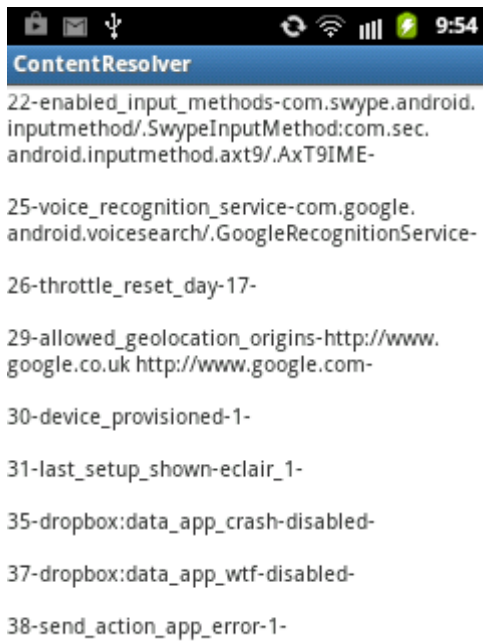 9:54
ContentResolver
22-enabled_input_methods-com.swype.android.
inputmethod/.SwypeInputMethod:com.sec.
android.inputmethod.axt9/.AxT9IME-
25-voice_recognition_service-com.google.
android.voicesearch/.GoogleRecognitionService-
26-throttle_reset_day-17-
29-allowed_geolocation_origins-http://www.
google.co.uk http://www.google.com-
30-device_provisioned-1-
31-last_setup_shown-eclair_1-
35-dropbox:data_app_crash-disabled-
37-dropbox:data_app_wtf-disabled-
38-send_action_app_error-1-